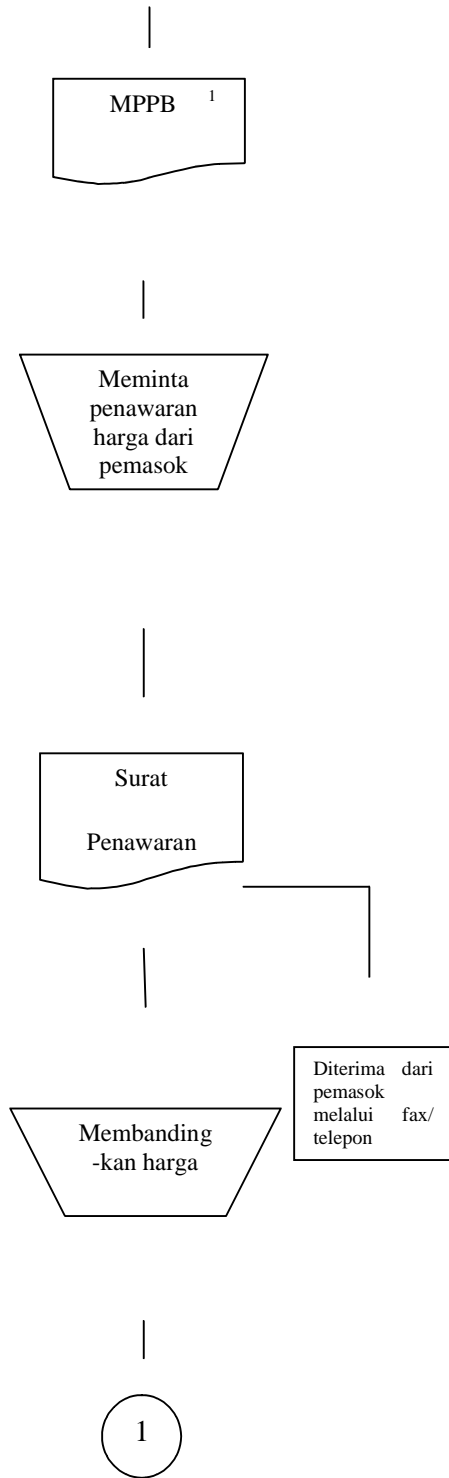 MPPB 1
Meminta
penawaran
harga dari
pemasok
Surat
Penawaran
Diterima dari
pemasok
melalui fax/
telepon
Membanding
-kan harga
1